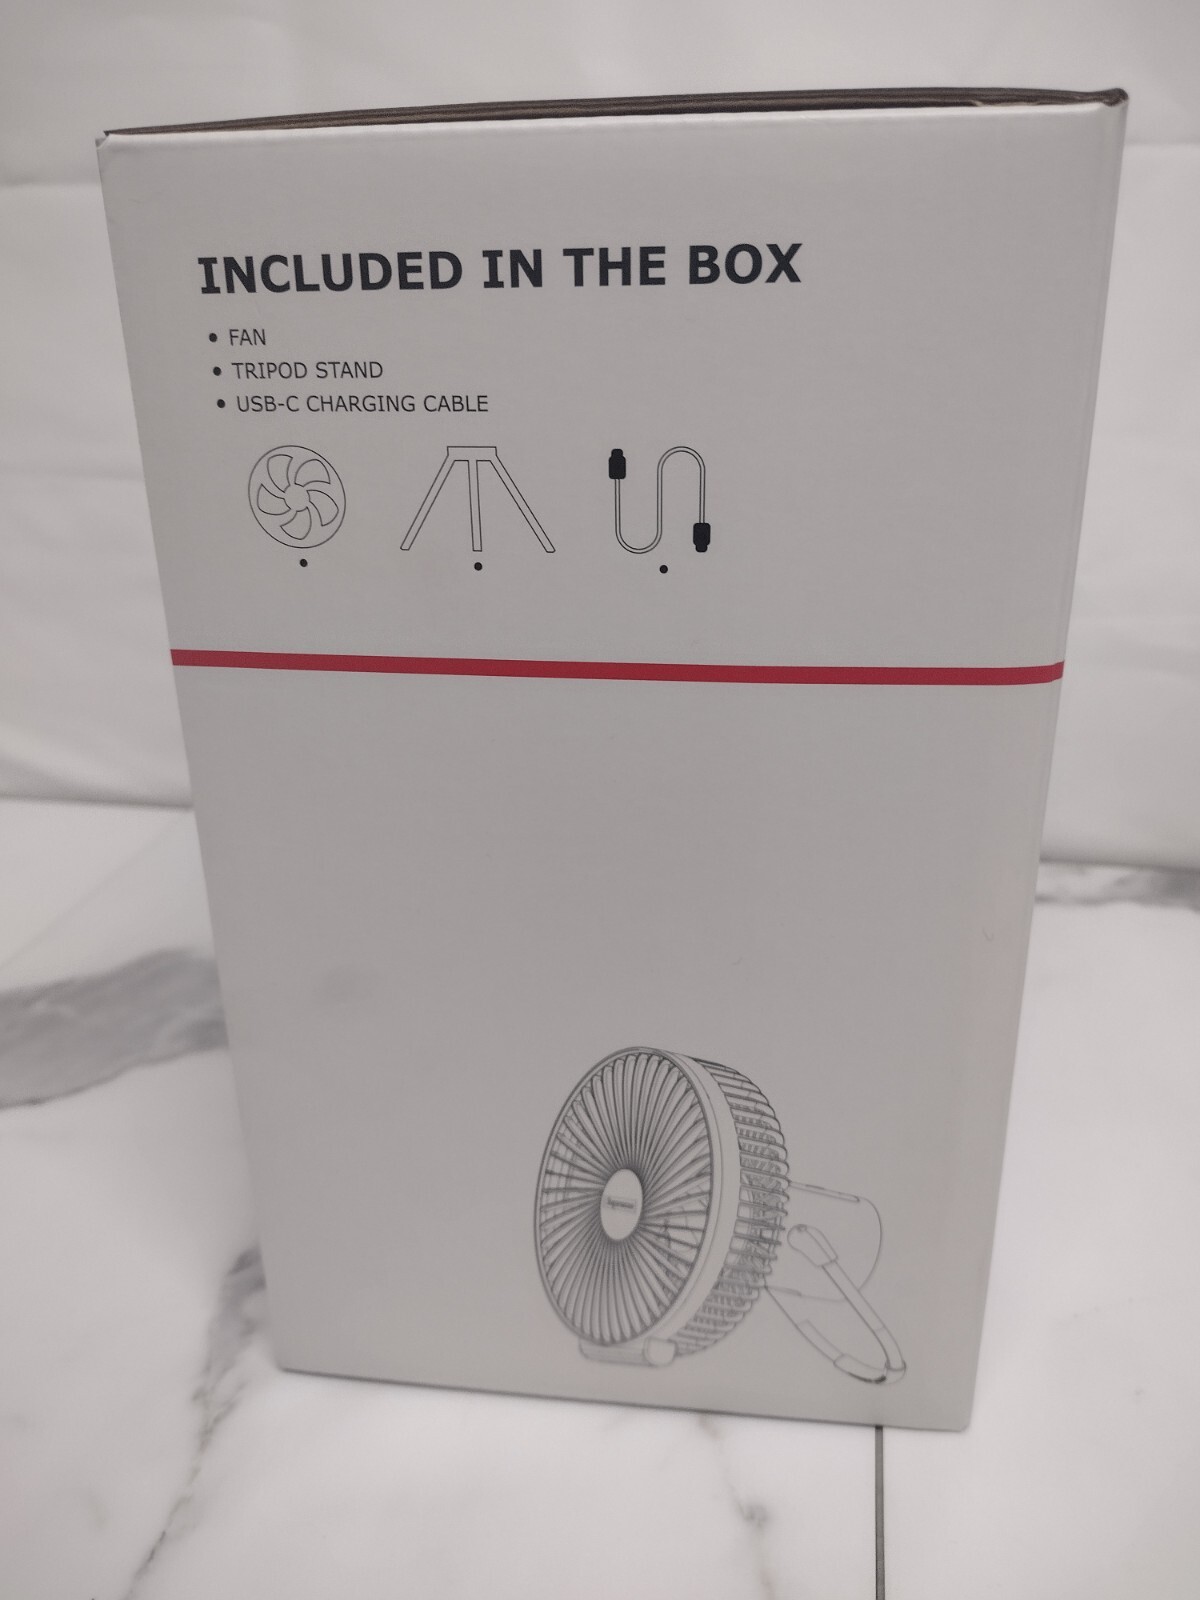 INCLUDED IN THE BOX
• FAN
• TRIPOD STAND
• USB-C CHARGING CABLE